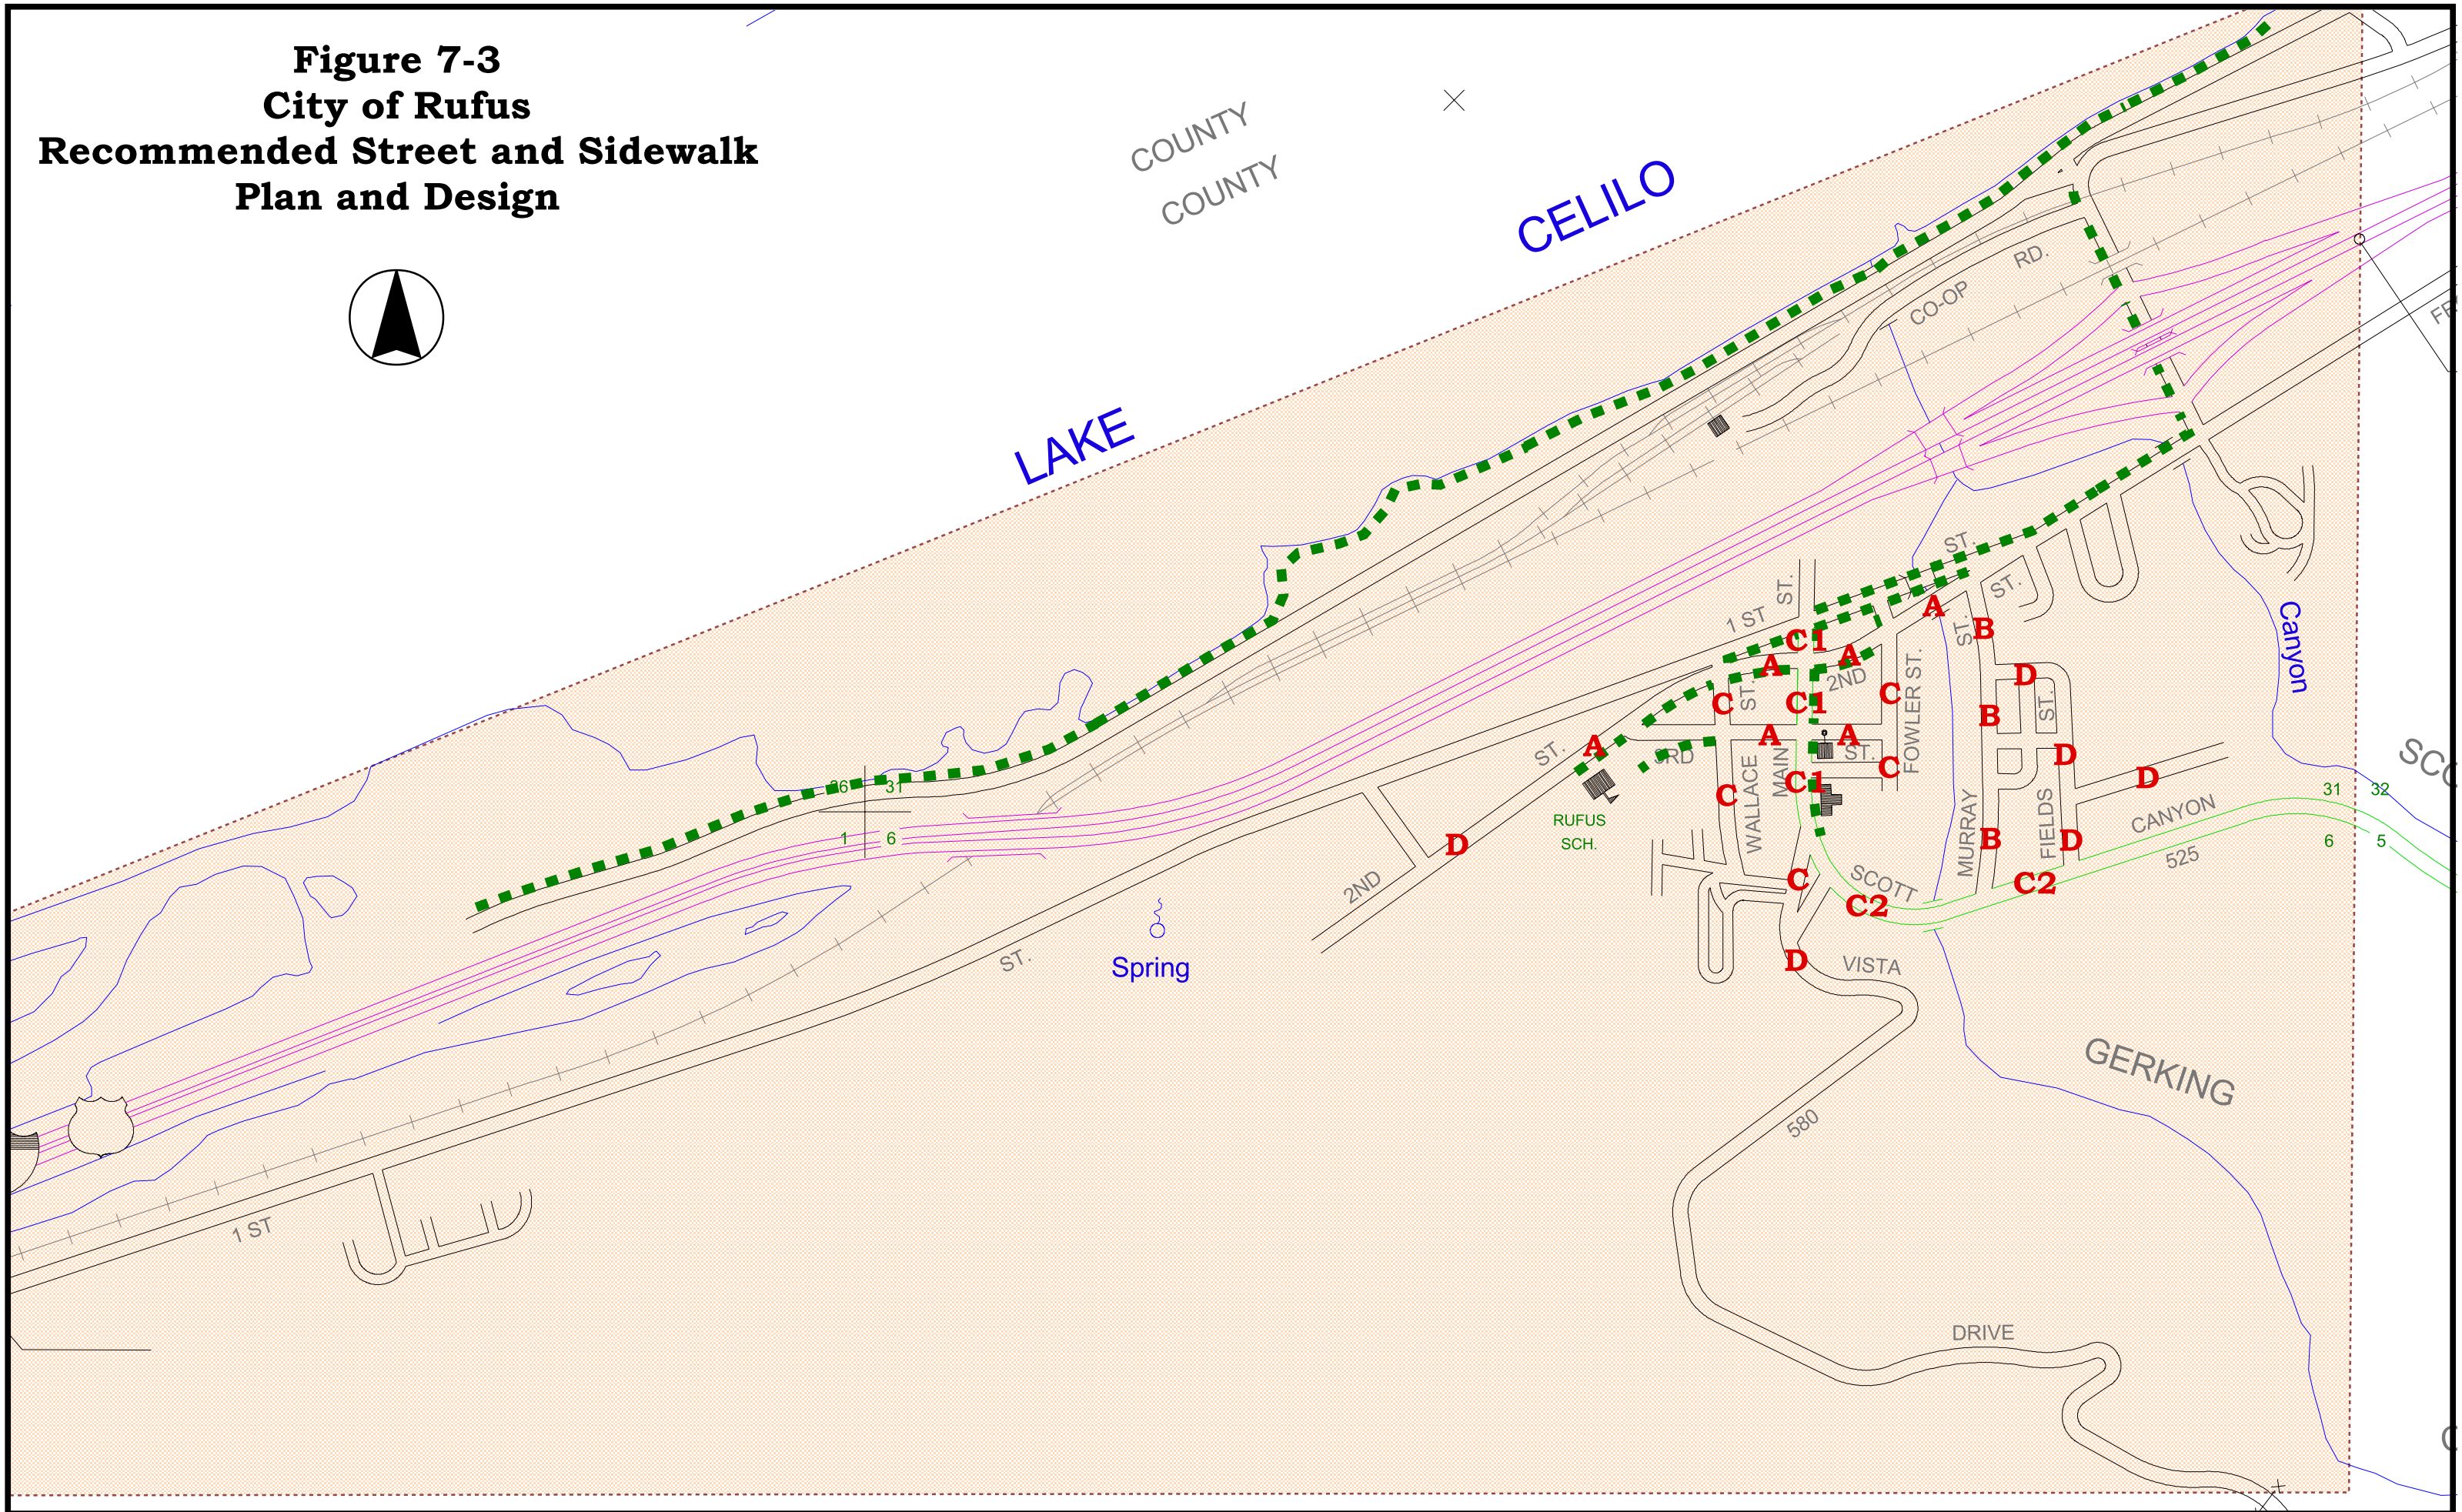 Figure 7-3
City of Rufus
Recommended Street and Sidewalk
Plan and Design
COUNTY
COUNTY
LAKE
CELILO
RD.
CO-OP
Canyon
1 ST
ST.
ST.
ST.
ST.
A
B
C1
A
A
D
2ND
C
C
C1
ST.
FOWLER ST.
B
ST.
A
ST.
3RD
A
A
ST.
D
C
D
MAIN
C1
C
WALLACE
RUFUS
SCH.
36
31
1
6
31
32
6
5
MURRAY
B
FIELDS
D
CANYON
525
D
2ND
C
SCOTT
C2
C2
D
VISTA
Spring
ST.
GERKING
580
1 ST
DRIVE